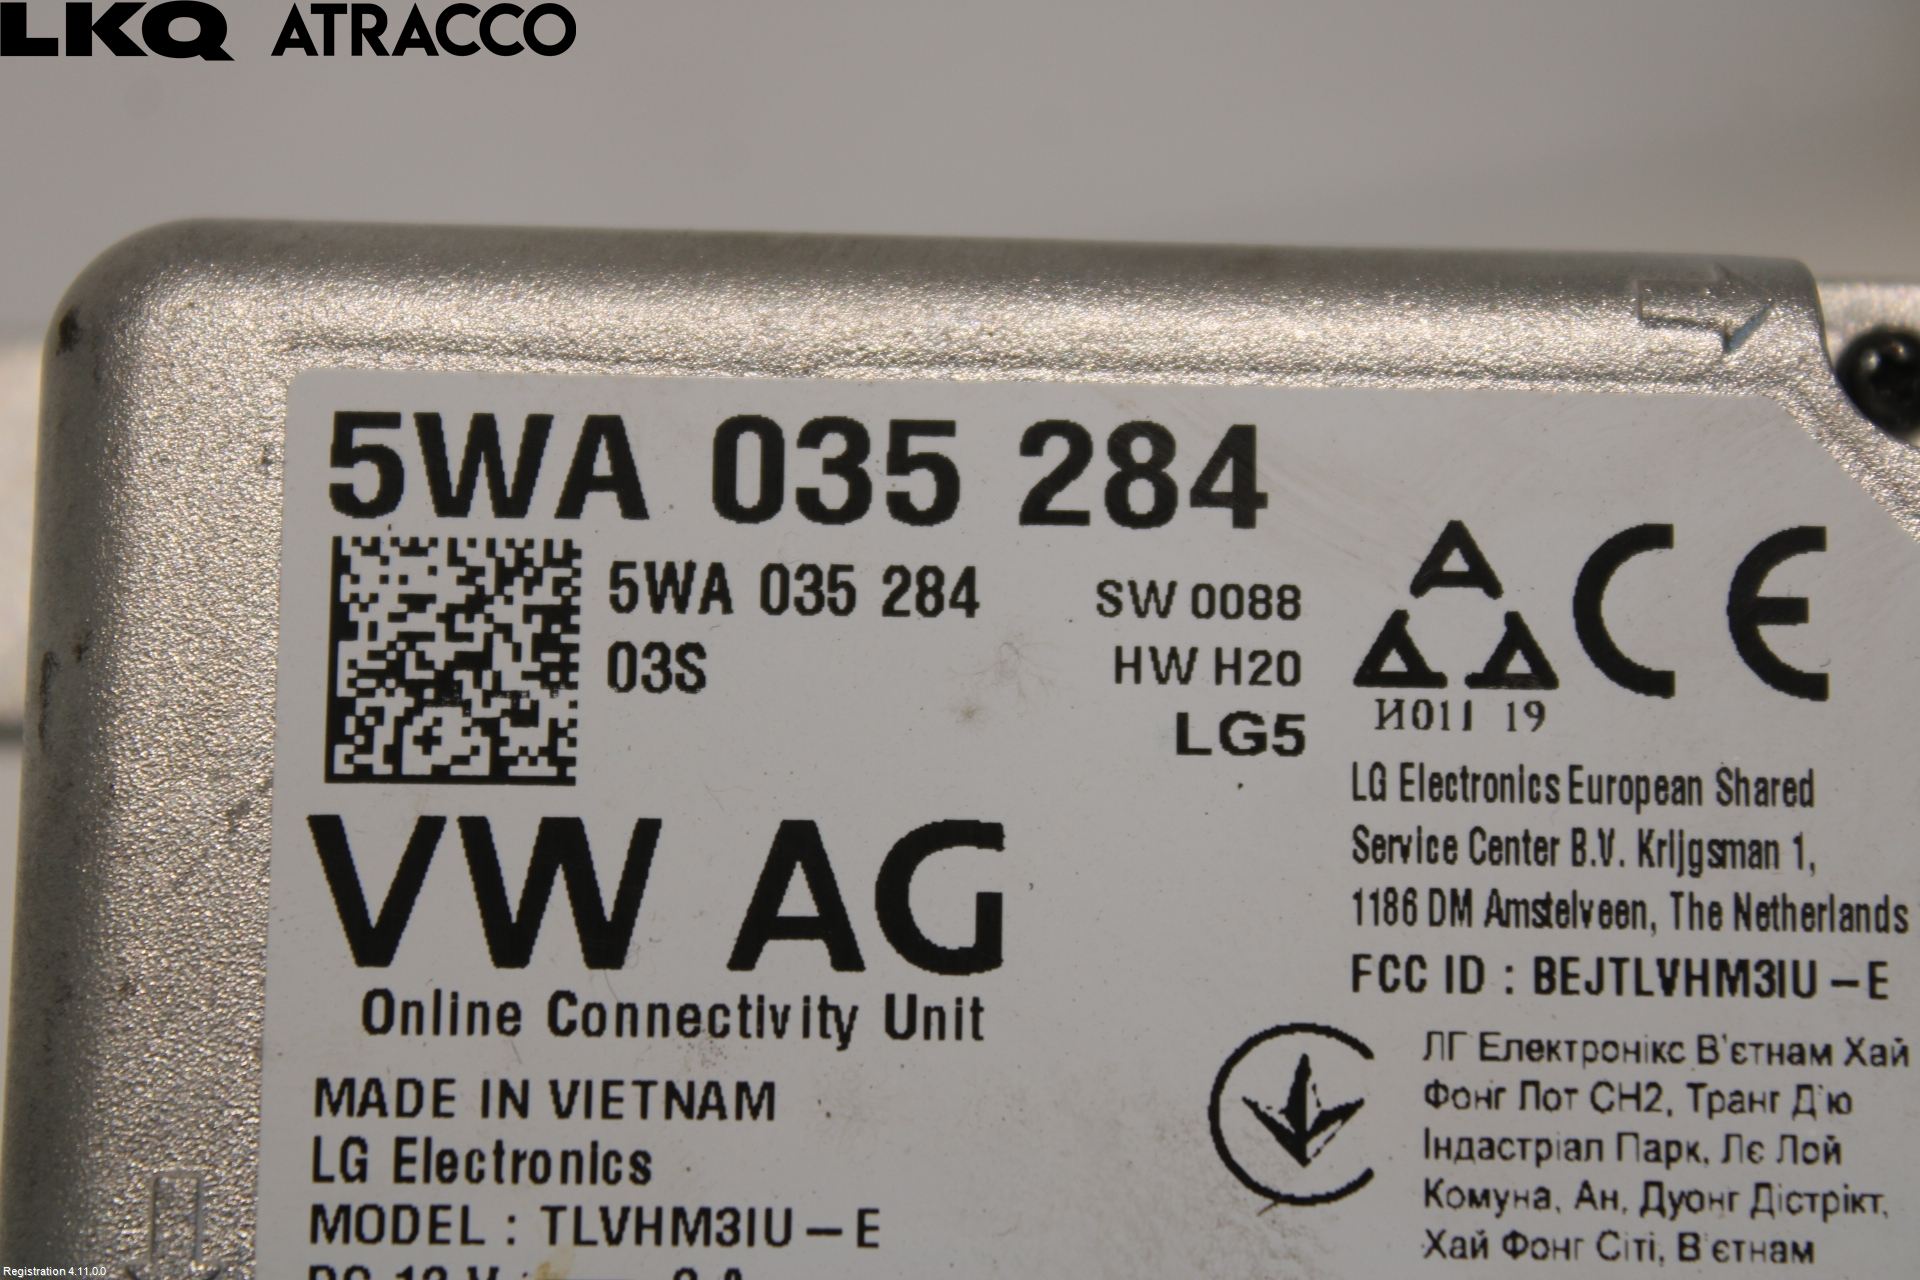 LKQ ATRACCO
5WA 035 284
5WA 035 284
03S
SW 0088
HW H20
LG5
И011 19
CE
VW AG
Online Connectivity Unit
MADE IN VIETNAM
LG Electronics
MODEL : TLVHM3IU-E
LG Electronics European Shared
Service Center B.V. Krijgsman 1,
1186 DM Amstelveen, The Netherlands
FCC ID : BEJTLVHM3IU-E
ЛГ Електронікс В'єтнам Хай
Фонг Лот СН2, Транг Д'ю
Індастріал Парк, Лє Лой
Комуна, Ан, Дуонг Дістрікт,
Хай Фонг Сіті, В'єтнам
Registration 4.11.0.0